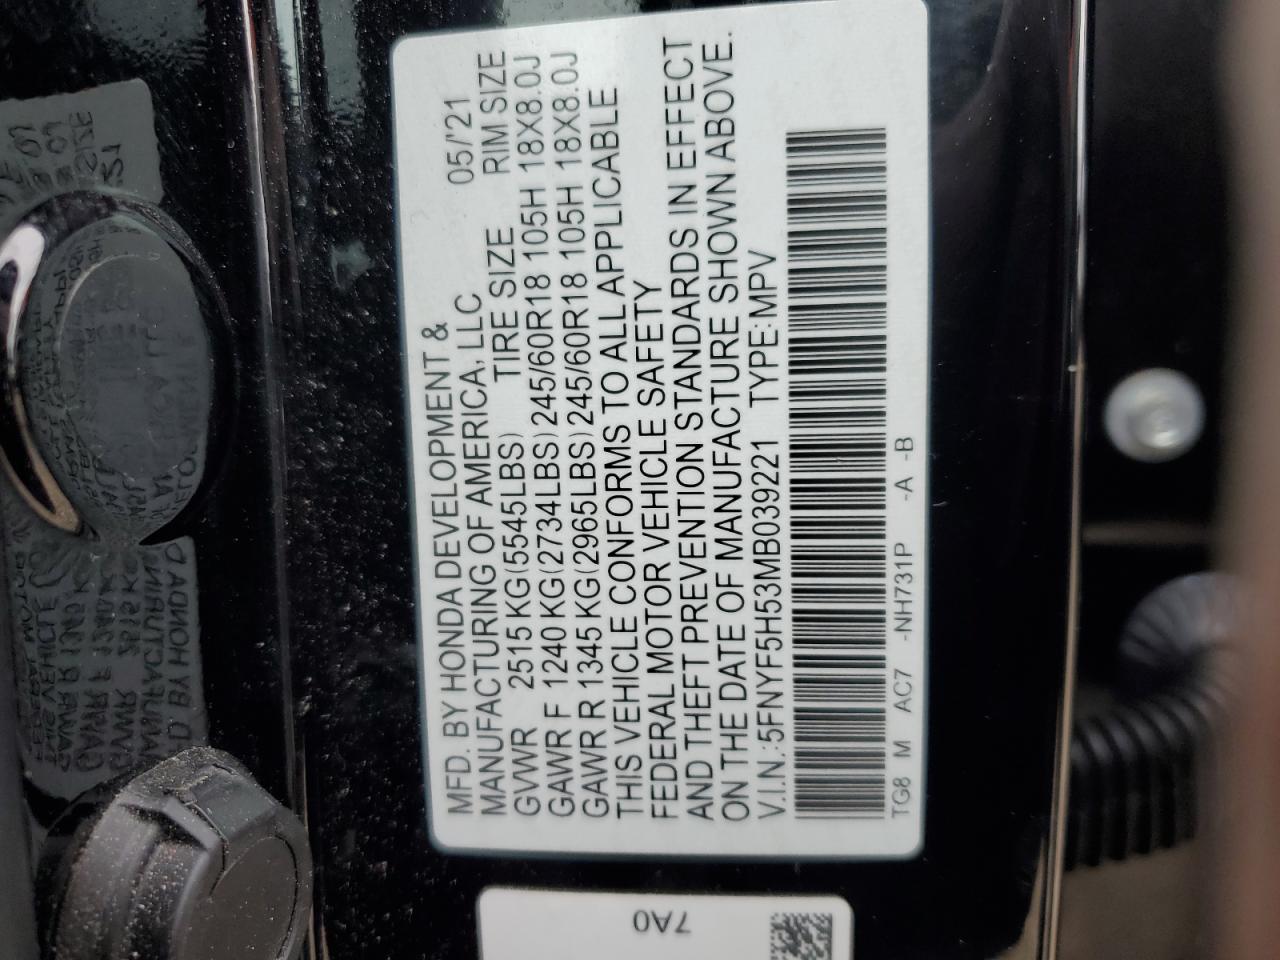 MFD. BY HONDA DEVELOPMENT &
MANUFACTURING OF AMERICA, LLC 05/'21
GVWR 2515 KG(5545LBS) TIRE SIZE RIM SIZE
GAWR F 1240 KG(2734LBS) 245/60R18 105H 18X8.0J
GAWR R 1345 KG(2965LBS) 245/60R18 105H 18X8.0J
THIS VEHICLE CONFORMS TO ALL APPLICABLE
FEDERAL MOTOR VEHICLE SAFETY
AND THEFT PREVENTION STANDARDS IN EFFECT
ON THE DATE OF MANUFACTURE SHOWN ABOVE.
V.I.N.:5FNYF5H53MB039221 TYPE:MPV
TG8 M AC7 -NH731P -A -B
7A0